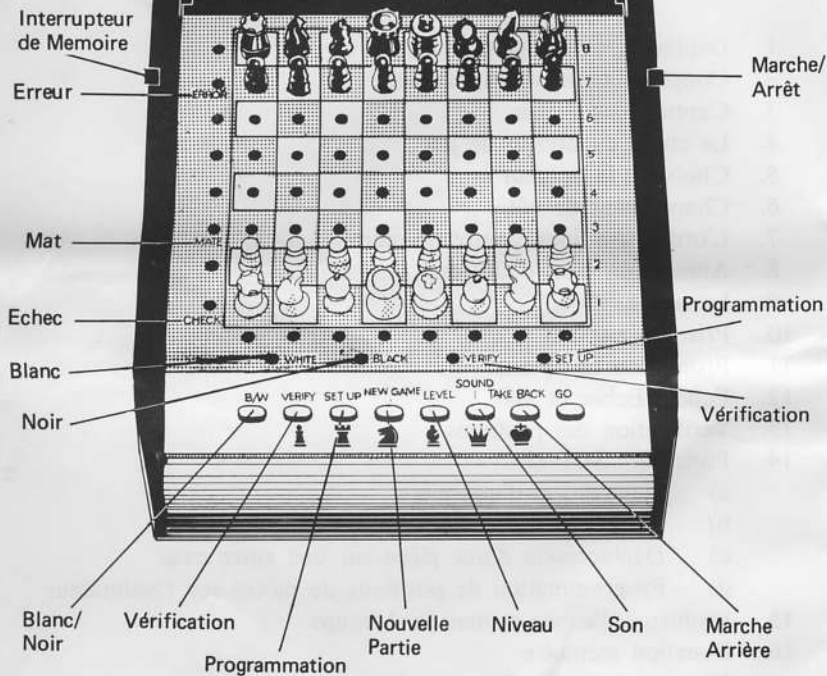 Interrupteur
de Memoire
Marche/
Arrêt
Erreur
ERROR
8
7
6
5
4
3
2
1
Mat
MATE
Echec
CHECK
Programmation
Blanc
WHITE
BLACK
VERIFY
SET UP
Noir
Vérification
B/W
VERIFY
SET UP
NEW GAME
LEVEL
SOUND
TAKE BACK
GO
Blanc/
Noir
Vérification
Programmation
Nouvelle
Partie
Niveau
Son
Marche
Arrière